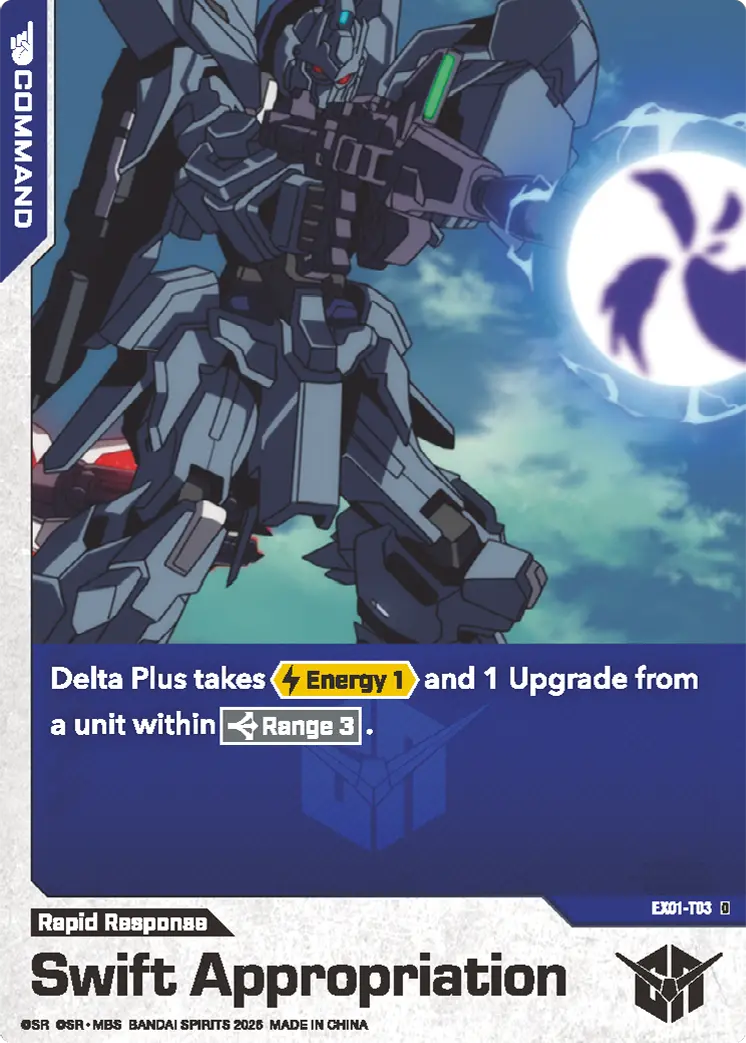 COMMAND
Delta Plus takes Energy 1 and 1 Upgrade from
a unit within Range 3 .
EX01-T03
Rapid Response
Swift Appropriation
©SR ©SR・MBS BANDAI SPIRITS 2025 MADE IN CHINA